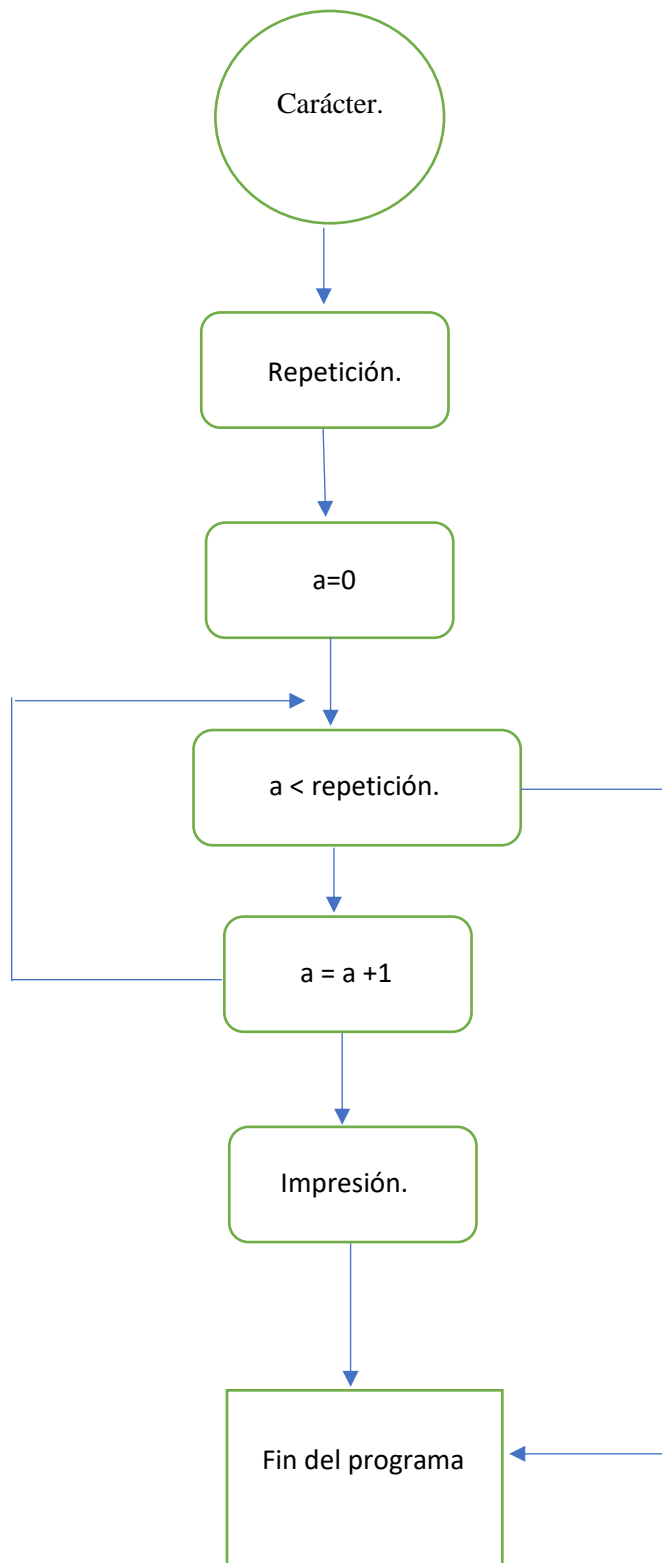 Carácter.
Repetición.
a=0
a < repetición.
a = a +1
Impresión.
Fin del programa